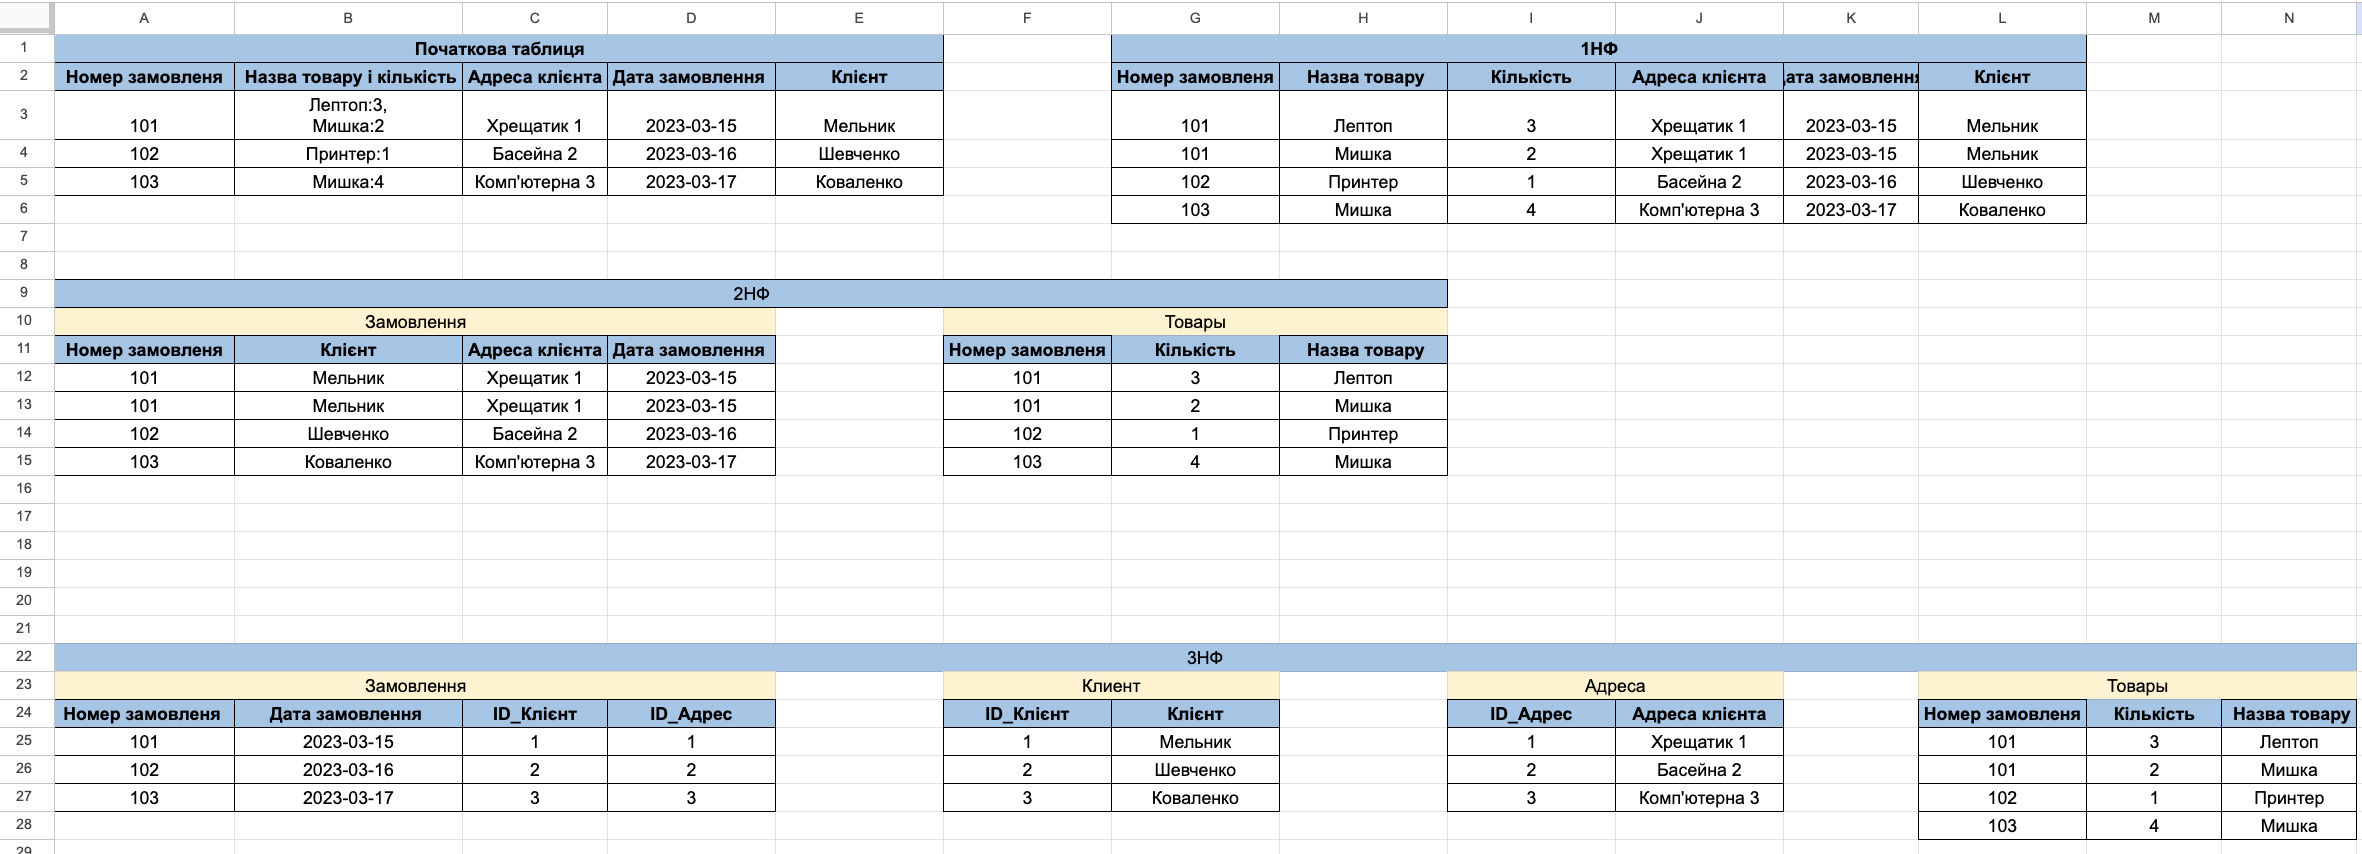 A B C D E F G H I J K L M N
1 Початкова таблиця 1НФ
2 Номер замовленя Назва товару і кількість Адреса клієнта Дата замовлення Клієнт Номер замовленя Назва товару Кількість Адреса клієнта ата замовлення Клієнт
Лептоп:3,
3 101 Мишка:2 Хрещатик 1 2023-03-15 Мельник 101 Лептоп 3 Хрещатик 1 2023-03-15 Мельник
4 102 Принтер:1 Басейна 2 2023-03-16 Шевченко 101 Мишка 2 Хрещатик 1 2023-03-15 Мельник
5 103 Мишка:4 Комп'ютерна 3 2023-03-17 Коваленко 102 Принтер 1 Басейна 2 2023-03-16 Шевченко
6 103 Мишка 4 Комп'ютерна 3 2023-03-17 Коваленко
7
8
9 2НФ
10 Замовлення Товары
11 Номер замовленя Клієнт Адреса клієнта Дата замовлення Номер замовленя Кількість Назва товару
12 101 Мельник Хрещатик 1 2023-03-15 101 3 Лептоп
13 101 Мельник Хрещатик 1 2023-03-15 101 2 Мишка
14 102 Шевченко Басейна 2 2023-03-16 102 1 Принтер
15 103 Коваленко Комп'ютерна 3 2023-03-17 103 4 Мишка
16
17
18
19
20
21
22 3НФ
23 Замовлення Клиент Адреса Товары
24 Номер замовленя Дата замовлення ID_Клієнт ID_Адрес ID_Клієнт Клієнт ID_Адрес Адреса клієнта Номер замовленя Кількість Назва товару
25 101 2023-03-15 1 1 1 Мельник 1 Хрещатик 1 101 3 Лептоп
26 102 2023-03-16 2 2 2 Шевченко 2 Басейна 2 101 2 Мишка
27 103 2023-03-17 3 3 3 Коваленко 3 Комп'ютерна 3 102 1 Принтер
28 103 4 Мишка
29